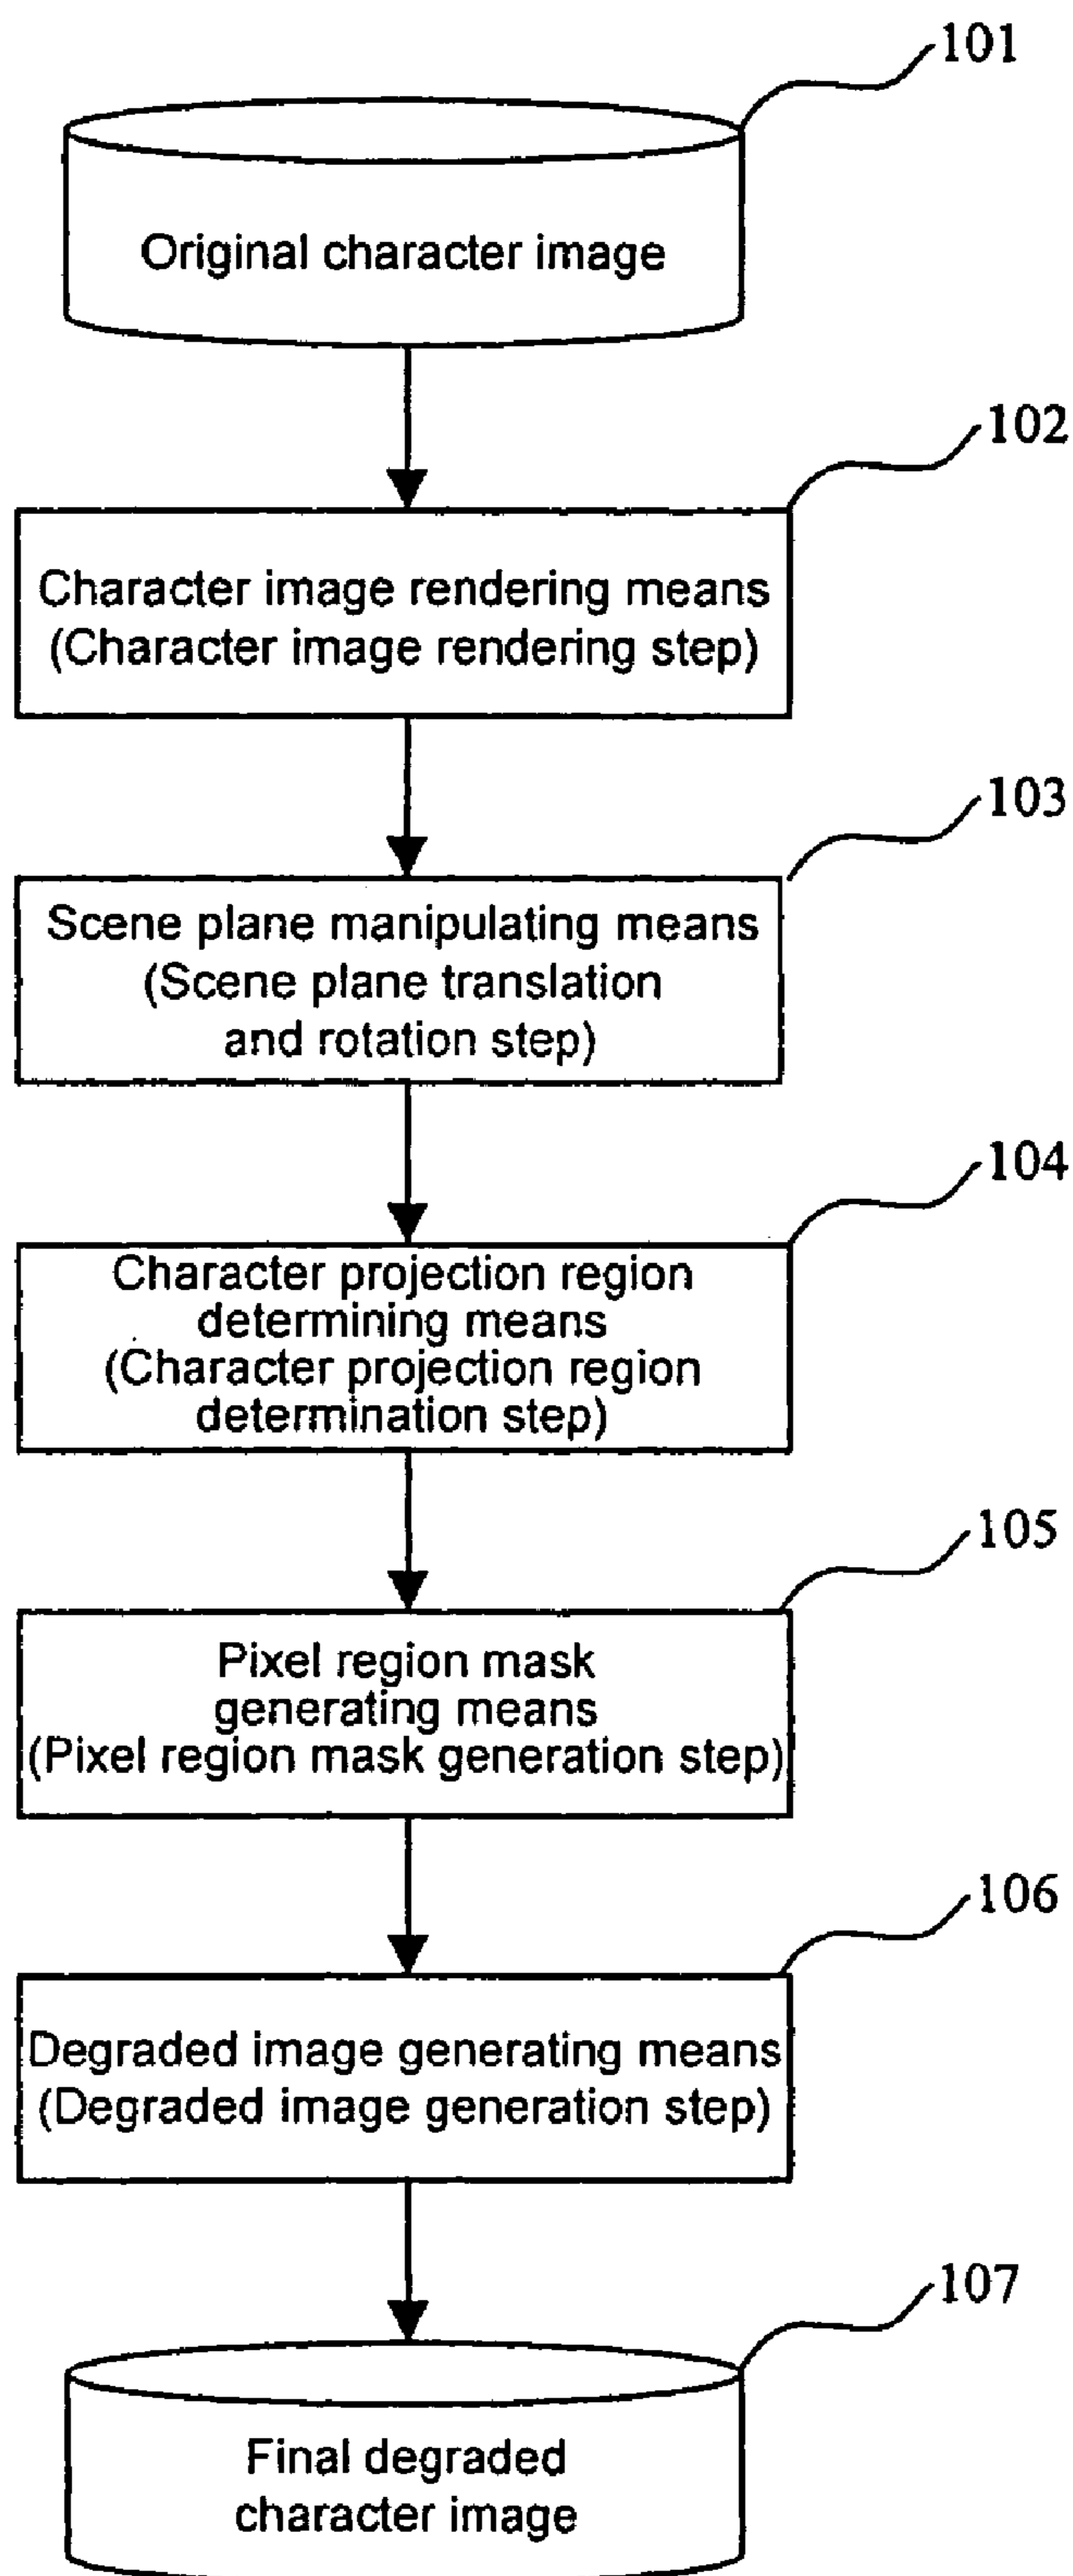 101
Original character image
102
Character image rendering means
(Character image rendering step)
103
Scene plane manipulating means
(Scene plane translation
and rotation step)
104
Character projection region
determining means
(Character projection region
determination step)
105
Pixel region mask
generating means
(Pixel region mask generation step)
106
Degraded image generating means
(Degraded image generation step)
107
Final degraded
character image